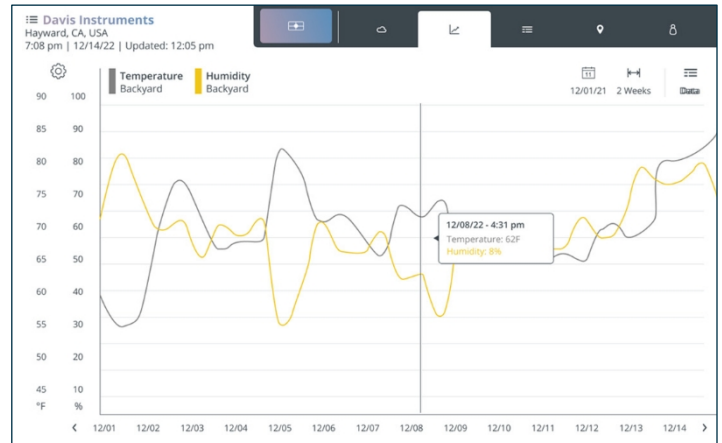 Davis Instruments
Hayward, CA, USA
7:08 pm | 12/14/22 | Updated: 12:05 pm
Temperature
Backyard
Humidity
Backyard
11
12/01/21
2 Weeks
Data
90 100
85 90
80 80
75 70
70 60
65 50
60 40
55 30
50 20
45 10
°F %
12/08/22 - 4:31 pm
Temperature: 62F
Humidity: 8%
12/01 12/02 12/03 12/04 12/05 12/06 12/07 12/08 12/09 12/10 12/11 12/12 12/13 12/14